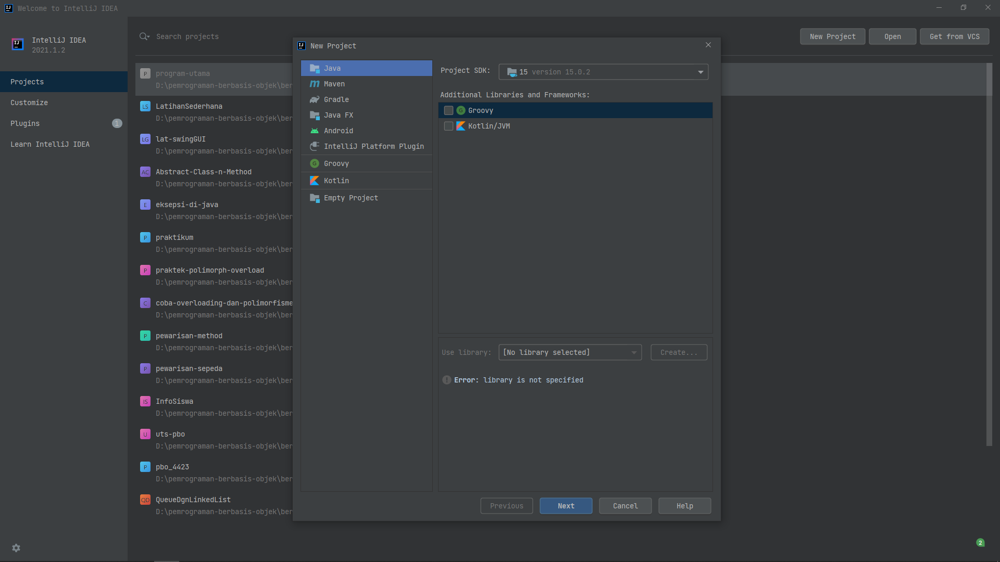 Welcome to IntelliJ IDEA
IntelliJ IDEA
2021.1.2
Projects
Customize
Plugins 1
Learn IntelliJ IDEA
Search projects
New Project Open Get from VCS
P program-utama
D:\pemrograman-berbasis-objek\ber
LS LatihanSederhana
D:\pemrograman-berbasis-objek\ber
LG lat-swingGUI
D:\pemrograman-berbasis-objek\ber
AC Abstract-Class-n-Method
D:\pemrograman-berbasis-objek\ber
E eksepsi-di-java
D:\pemrograman-berbasis-objek\ber
P praktikum
D:\pemrograman-berbasis-objek\ber
P praktek-polimorph-overload
D:\pemrograman-berbasis-objek\ber
C coba-overloading-dan-polimorfisme
D:\pemrograman-berbasis-objek\ber
P pewarisan-method
D:\pemrograman-berbasis-objek\ber
P pewarisan-sepeda
D:\pemrograman-berbasis-objek\ber
IS InfoSiswa
D:\pemrograman-berbasis-objek\ber
U uts-pbo
D:\pemrograman-berbasis-objek\ber
P pbo_4423
D:\pemrograman-berbasis-objek\ber
QD QueueDgnLinkedList
D:\pemrograman-berbasis-objek\ber
New Project
Java
Maven
Gradle
Java FX
Android
IntelliJ Platform Plugin
Groovy
Kotlin
Empty Project
Project SDK: 15 version 15.0.2
Additional Libraries and Frameworks:
Groovy
Kotlin/JVM
Use library: [No library selected] Create...
Error: library is not specified
Previous Next Cancel Help
2